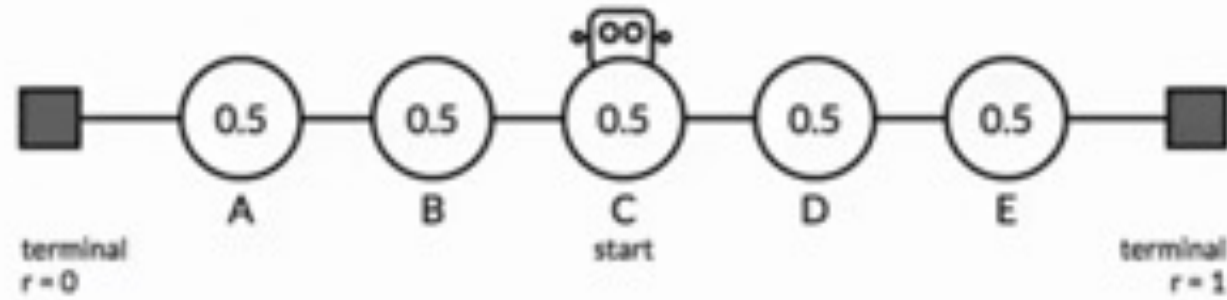 0.5 0.5 0.5 0.5 0.5
A B C D E
start
terminal
r = 0
terminal
r = 1